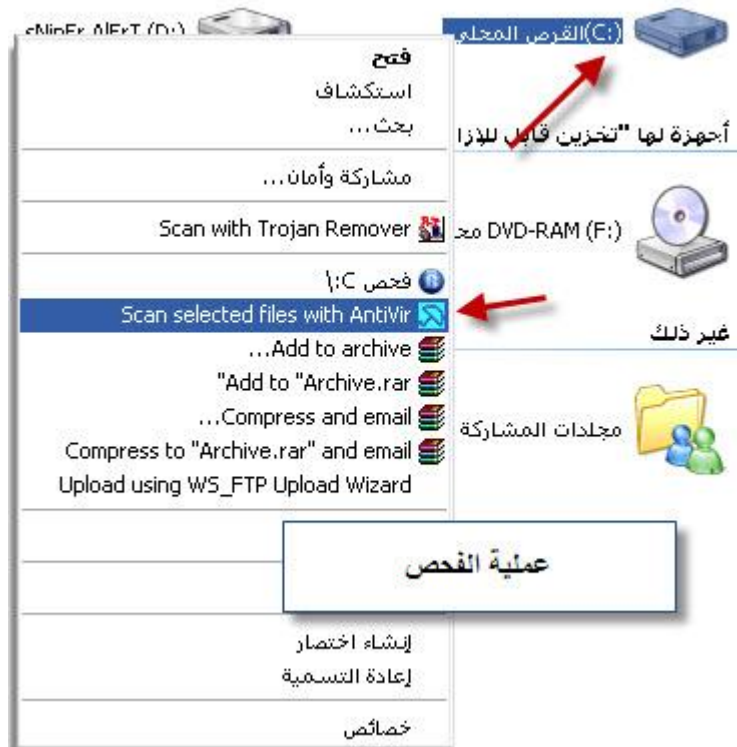 (C:)القرص المحلي
sNipEr AlErT (D:)
أجهزة لها "تخزين قابل للإزا
DVD-RAM (F:) مح
غير ذلك
مجلدات المشاركة
فتح
استكشاف
بحث...
مشاركة وأمان...
Scan with Trojan Remover
فحص C:\
Scan selected files with AntiVir
...Add to archive
"Add to "Archive.rar
...Compress and email
Compress to "Archive.rar" and email
Upload using WS_FTP Upload Wizard
عملية الفحص
إنشاء اختصار
إعادة التسمية
خصائص